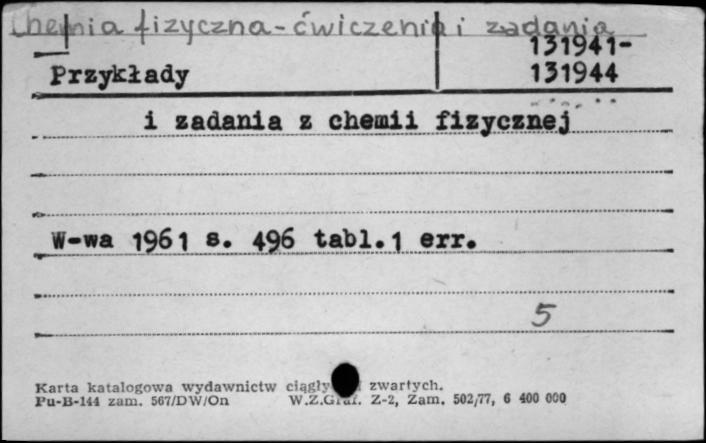 Chemia fizyczna - ćwiczenia i zadania
131941-
Przykłady 131944
i zadania z chemii fizycznej
W-wa 1961 s. 496 tabl.1 err.
5
Karta katalogowa wydawnictw zwartych.
Pu-B-144 zam. 567/DW/On W.Z.Graf. Z-2, Zam. 502/77, 6 400 000